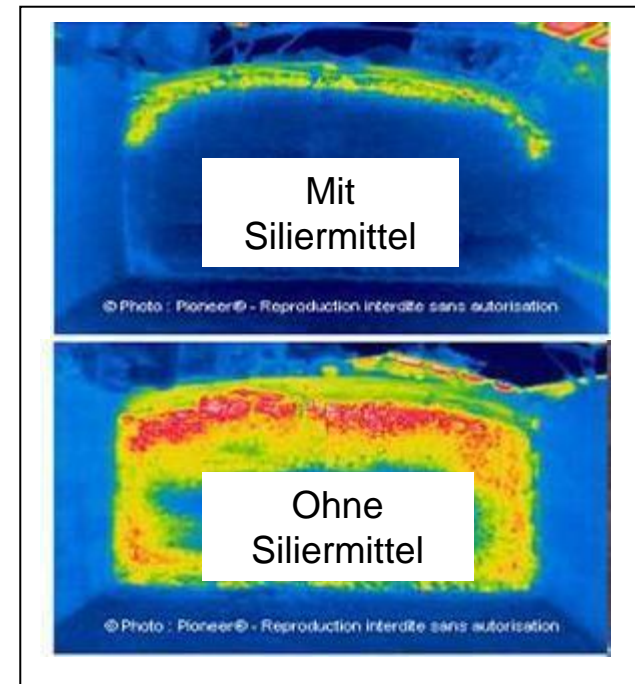 Mit
Siliermittel
© Photo : Pioneer® - Reproduction interdite sans autorisation
Ohne
Siliermittel
© Photo : Pioneer® - Reproduction interdite sans autorisation